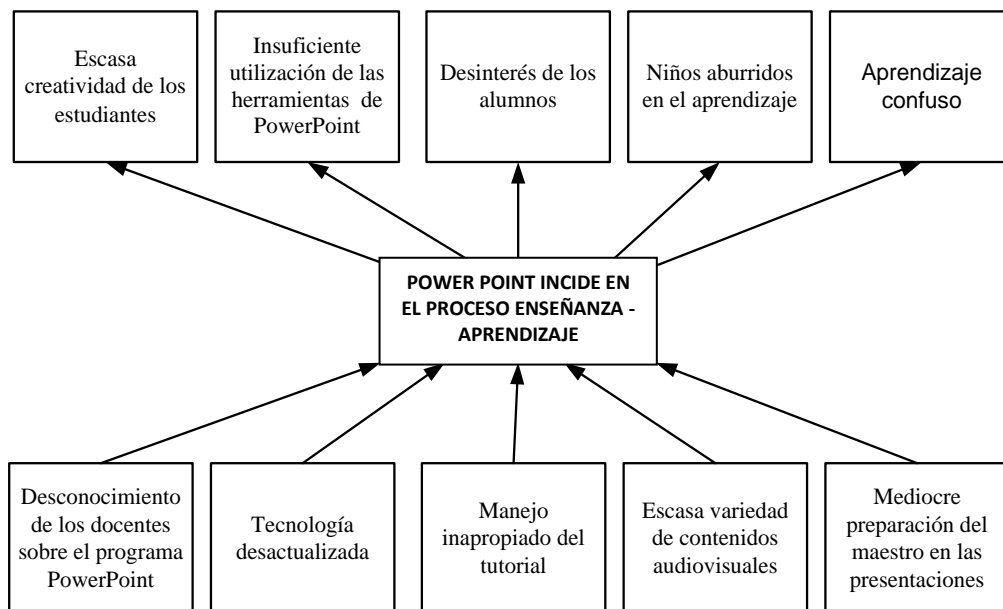 Escasa
creatividad de los
estudiantes
Insuficiente
utilización de las
herramientas de
PowerPoint
Desinterés de los
alumnos
Niños aburridos
en el aprendizaje
Aprendizaje
confuso
POWER POINT INCIDE EN
EL PROCESO ENSEÑANZA -
APRENDIZAJE
Desconocimiento
de los docentes
sobre el programa
PowerPoint
Tecnología
desactualizada
Manejo
inapropiado del
tutorial
Escasa variedad
de contenidos
audiovisuales
Mediocre
preparación del
maestro en las
presentaciones